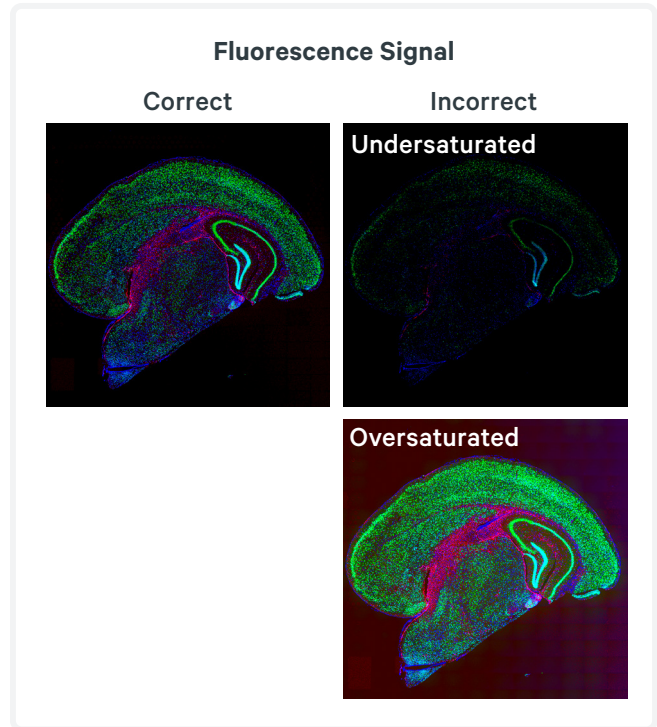 Fluorescence Signal
Correct
Incorrect
Undersaturated
Oversaturated